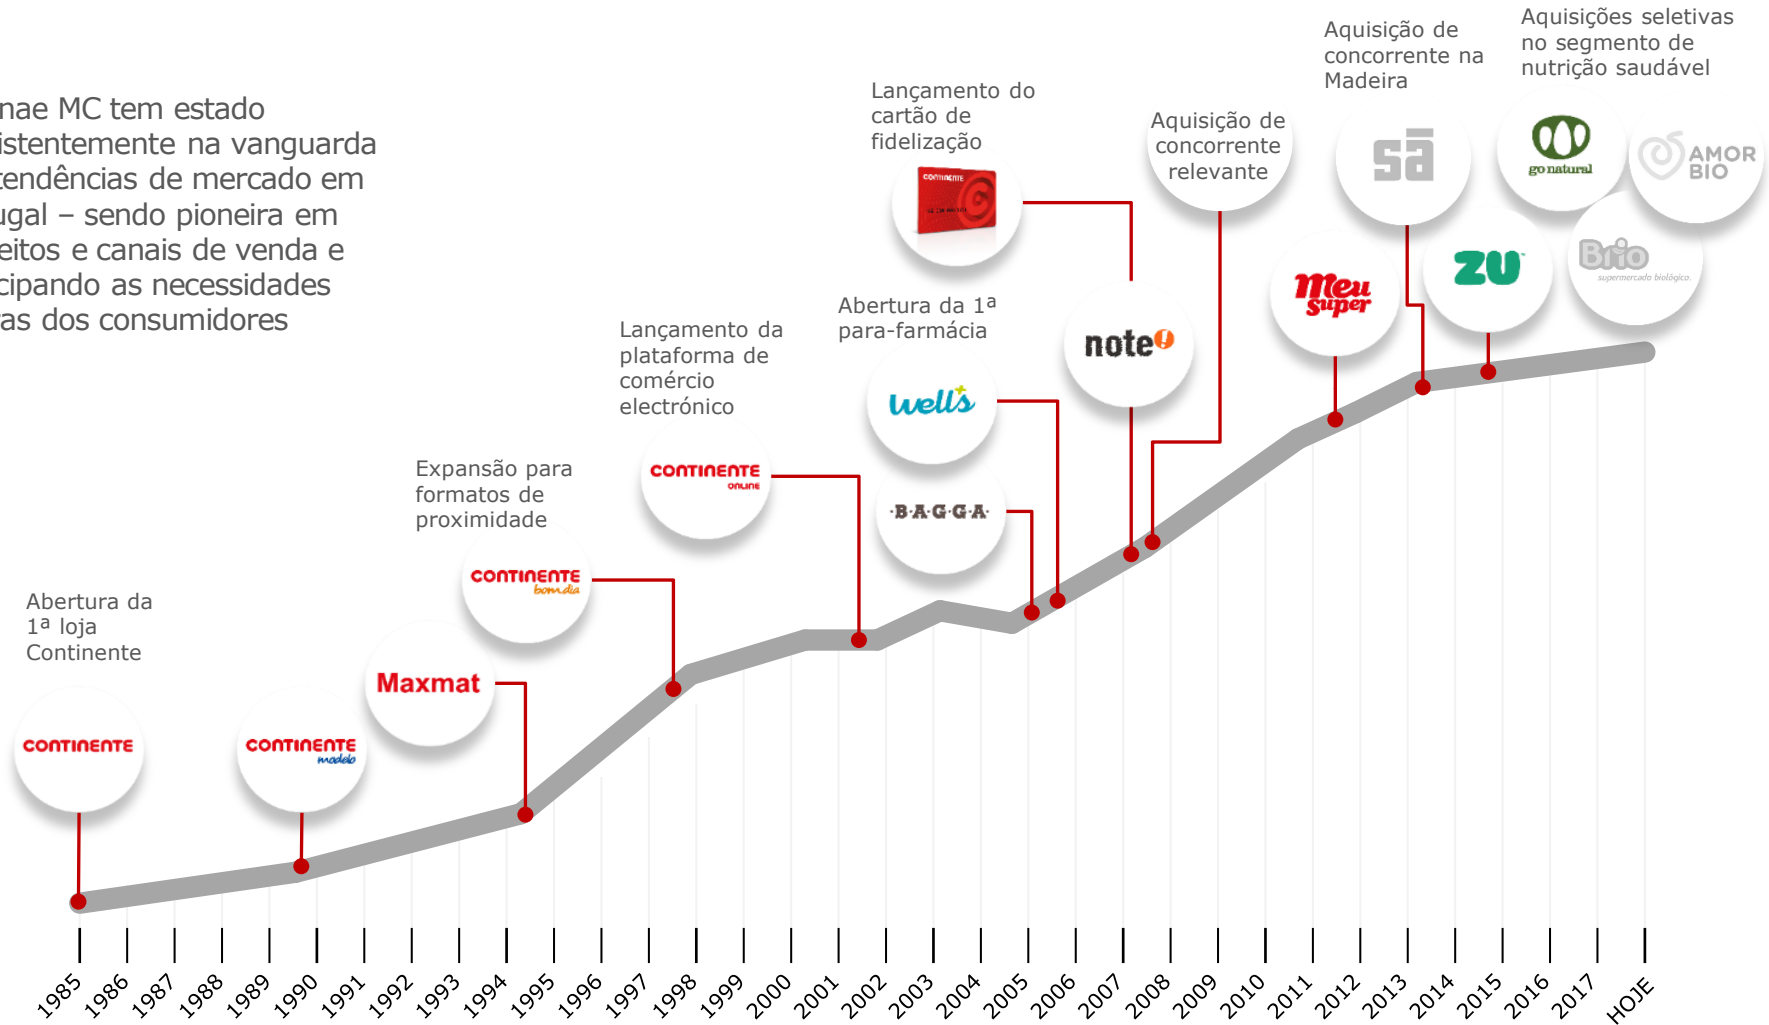 nae MC tem estado
istentemente na vanguarda
tendências de mercado em
ugal – sendo pioneira em
eitos e canais de venda e
cipando as necessidades
ras dos consumidores
Abertura da
1ª loja
Continente
CONTINENTE
CONTINENTE
modelo
Maxmat
Expansão para
formatos de
proximidade
CONTINENTE
bom dia
Lançamento da
plataforma de
comércio
electrónico
CONTINENTE
ONLINE
Abertura da 1ª
para-farmácia
well's
·B·A·G·G·A·
Lançamento do
cartão de
fidelização
CONTINENTE
note!
Aquisição de
concorrente
relevante
Meu
super
Aquisição de
concorrente na
Madeira
sã
ZU
Aquisições seletivas
no segmento de
nutrição saudável
go natural
AMOR
BIO
Brio
supermercado biológico.
1985
1986
1987
1988
1989
1990
1991
1992
1993
1994
1995
1996
1997
1998
1999
2000
2001
2002
2003
2004
2005
2006
2007
2008
2009
2010
2011
2012
2013
2014
2015
2016
2017
HOJE